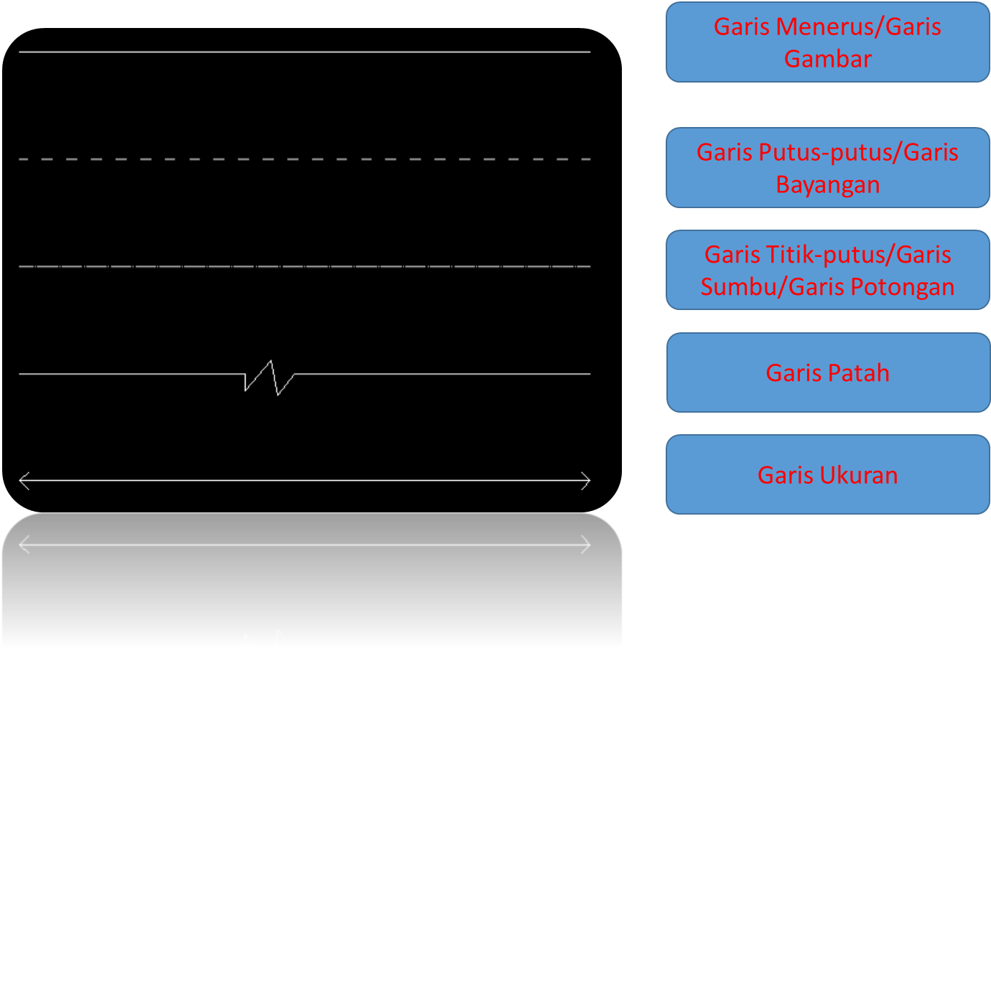 Garis Menerus/Garis
Gambar
Garis Putus-putus/Garis
Bayangan
Garis Titik-putus/Garis
Sumbu/Garis Potongan
Garis Patah
Garis Ukuran